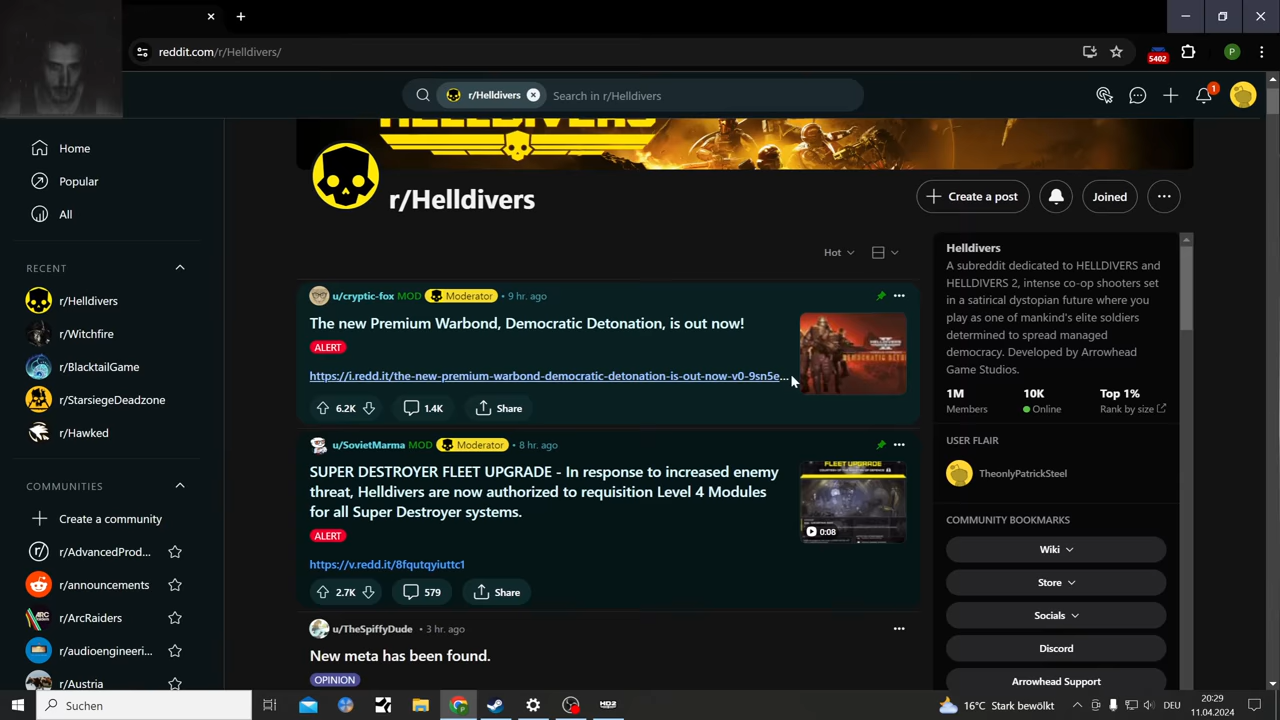 reddit.com/r/Helldivers/
5402
P
r/Helldivers
Search in r/Helldivers
1
Home
Popular
All
RECENT
r/Helldivers
r/Witchfire
r/BlacktailGame
r/StarsiegeDeadzone
r/Hawked
COMMUNITIES
Create a community
r/AdvancedProd...
r/announcements
r/ArcRaiders
r/audioengineeri...
r/Austria
HELLDIVERS
r/Helldivers
Create a post
Joined
Hot
u/cryptic-fox MOD Moderator • 9 hr. ago
The new Premium Warbond, Democratic Detonation, is out now!
ALERT
https://i.redd.it/the-new-premium-warbond-democratic-detonation-is-out-now-v0-9sn5e...
6.2K
1.4K
Share
u/SovietMarma MOD Moderator • 8 hr. ago
SUPER DESTROYER FLEET UPGRADE - In response to increased enemy
threat, Helldivers are now authorized to requisition Level 4 Modules
for all Super Destroyer systems.
ALERT
https://v.redd.it/8fqutqyiuttc1
FLEET UPGRADE
0:08
2.7K
579
Share
u/TheSpiffyDude • 3 hr. ago
New meta has been found.
OPINION
Helldivers
A subreddit dedicated to HELLDIVERS and
HELLDIVERS 2, intense co-op shooters set
in a satirical dystopian future where you
play as one of mankind's elite soldiers
determined to spread managed
democracy. Developed by Arrowhead
Game Studios.
1M
Members
10K
Online
Top 1%
Rank by size
USER FLAIR
TheonlyPatrickSteel
COMMUNITY BOOKMARKS
Wiki
Store
Socials
Discord
Arrowhead Support
Suchen
HD2
16°C Stark bewölkt
DEU
20:29
11.04.2024